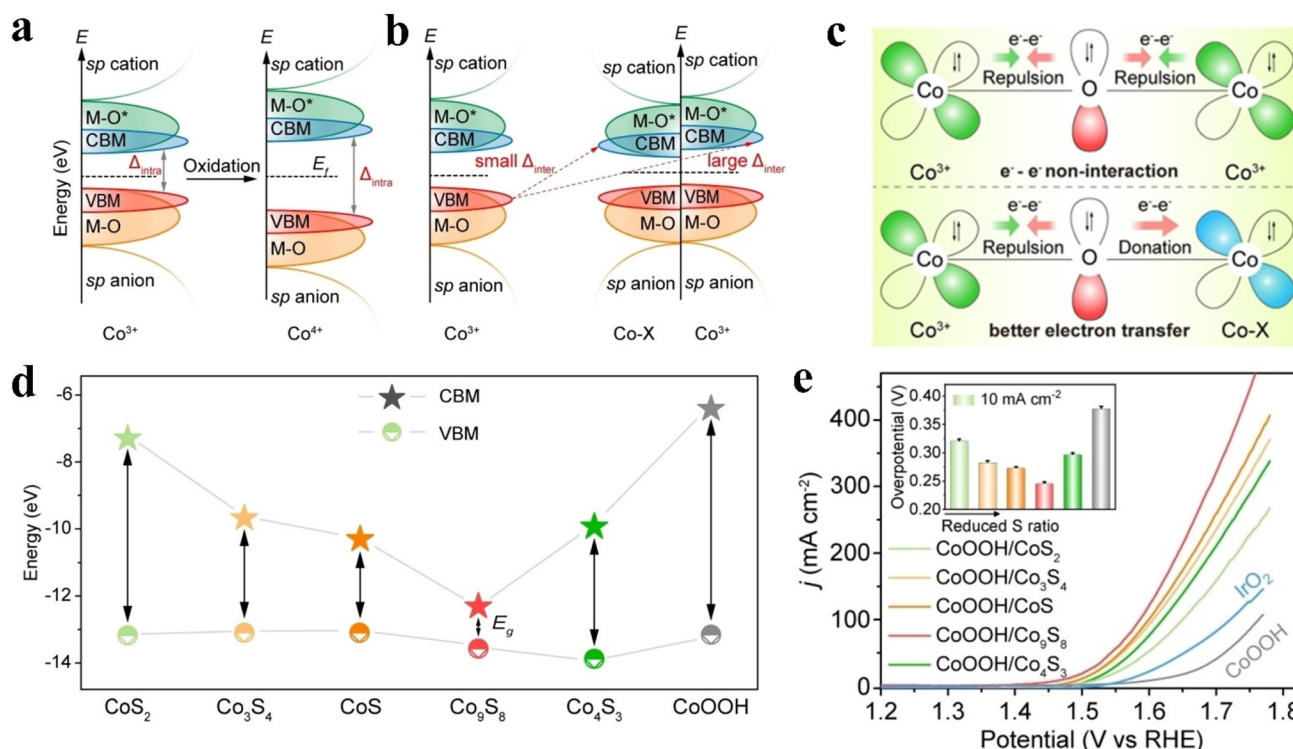 a
E
sp cation
M-O*
CBM
Δintra
VBM
M-O
sp anion
Co³⁺
Oxidation
E
sp cation
M-O*
CBM
Ef
Δintra
VBM
M-O
sp anion
Co⁴⁺
Energy (eV)
b
E
sp cation
M-O*
CBM
VBM
M-O
sp anion
Co³⁺
small Δinter
large Δinter
E
sp cation
M-O*
CBM
M-O*
CBM
VBM
VBM
M-O
M-O
sp anion
Co-X
Co³⁺
Energy (eV)
c
e⁻-e⁻
e⁻-e⁻
Repulsion
Repulsion
Co
O
Co
Co³⁺
e⁻ - e⁻ non-interaction
Co³⁺
e⁻-e⁻
e⁻-e⁻
Repulsion
Donation
Co
O
Co
Co³⁺
better electron transfer
Co-X
d
Energy (eV)
-6
-8
-10
-12
-14
CBM
VBM
Eg
CoS₂
Co₃S₄
CoS
Co₉S₈
Co₄S₃
CoOOH
e
j (mA cm⁻²)
400
300
200
100
0
Overpotential (V)
0.40
0.35
0.30
0.25
0.20
10 mA cm⁻²
Reduced S ratio
CoOOH/CoS₂
CoOOH/Co₃S₄
CoOOH/CoS
CoOOH/Co₉S₈
CoOOH/Co₄S₃
IrO₂
CoOOH
1.2
1.3
1.4
1.5
1.6
1.7
1.8
Potential (V vs RHE)